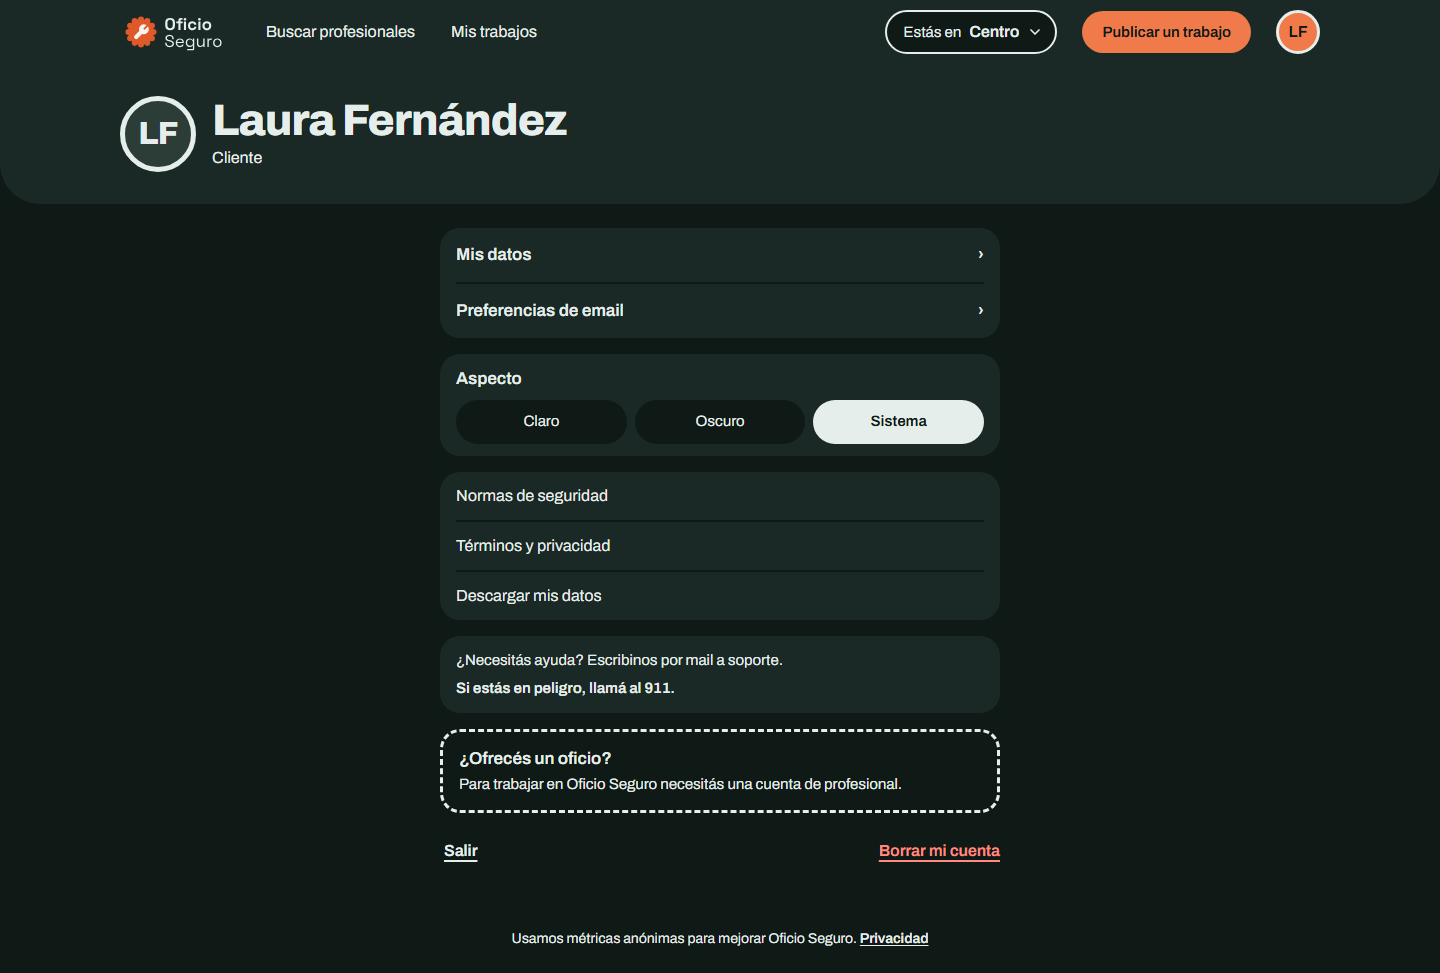 Oficio
Seguro
Buscar profesionales
Mis trabajos
Estás en Centro
Publicar un trabajo
LF
LF
Laura Fernández
Cliente
Mis datos ›
Preferencias de email ›
Aspecto
Claro
Oscuro
Sistema
Normas de seguridad
Términos y privacidad
Descargar mis datos
¿Necesitás ayuda? Escribinos por mail a soporte.
Si estás en peligro, llamá al 911.
¿Ofrecés un oficio?
Para trabajar en Oficio Seguro necesitás una cuenta de profesional.
Salir
Borrar mi cuenta
Usamos métricas anónimas para mejorar Oficio Seguro. Privacidad